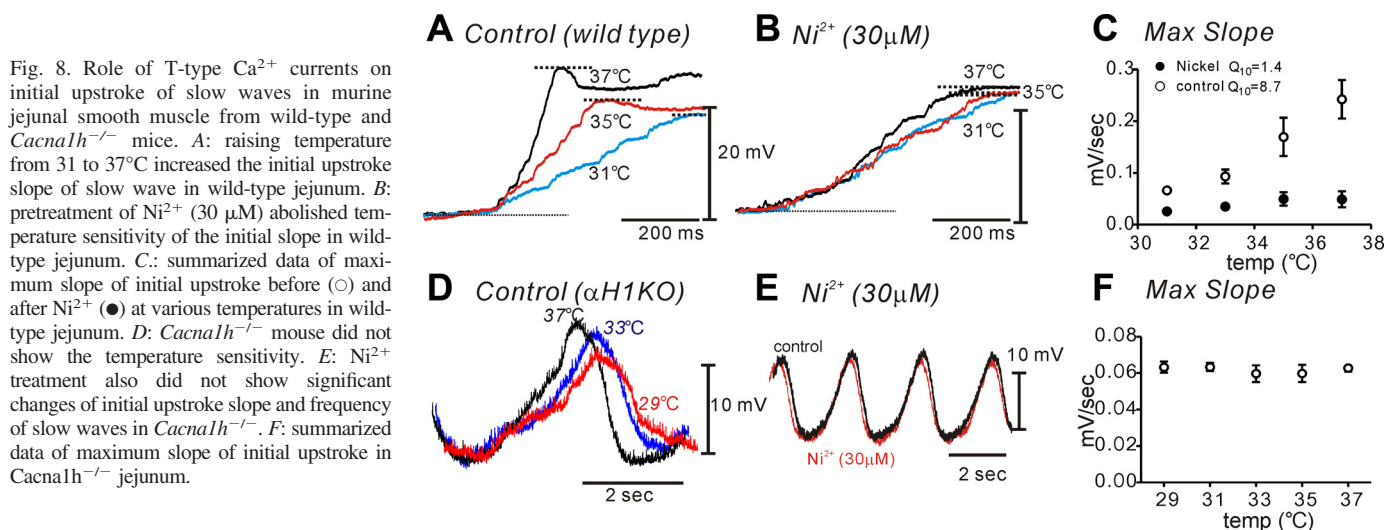 Fig. 8. Role of T-type Ca2+ currents on
initial upstroke of slow waves in murine
jejunal smooth muscle from wild-type and
Cacna1h−/− mice. A: raising temperature
from 31 to 37°C increased the initial upstroke
slope of slow wave in wild-type jejunum. B:
pretreatment of Ni2+ (30 μM) abolished tem-
perature sensitivity of the initial slope in wild-
type jejunum. C.: summarized data of maxi-
mum slope of initial upstroke before (○) and
after Ni2+ (●) at various temperatures in wild-
type jejunum. D: Cacna1h−/− mouse did not
show the temperature sensitivity. E: Ni2+
treatment also did not show significant
changes of initial upstroke slope and frequency
of slow waves in Cacna1h−/−. F: summarized
data of maximum slope of initial upstroke in
Cacna1h−/− jejunum.
A Control (wild type)
37°C
35°C
31°C
20 mV
200 ms
B Ni2+ (30μM)
37°C
35°C
31°C
200 ms
C Max Slope
● Nickel Q10=1.4
○ control Q10=8.7
mV/sec
0.3
0.2
0.1
0.0
30 32 34 36 38
temp (°C)
D Control (αH1KO)
37°C
33°C
29°C
10 mV
2 sec
E Ni2+ (30μM)
control
10 mV
Ni2+ (30μM)
2 sec
F Max Slope
mV/sec
0.08
0.06
0.04
0.02
0.00
29 31 33 35 37
temp (°C)